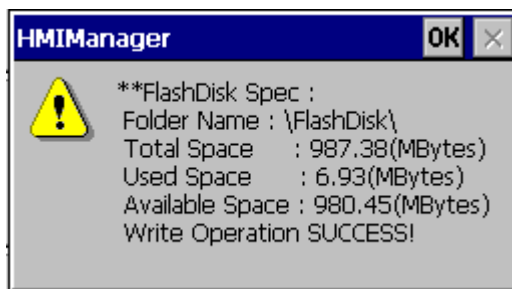 HMIManager OK
**FlashDisk Spec :
Folder Name : \FlashDisk\
Total Space : 987.38(MBytes)
Used Space : 6.93(MBytes)
Available Space : 980.45(MBytes)
Write Operation SUCCESS!